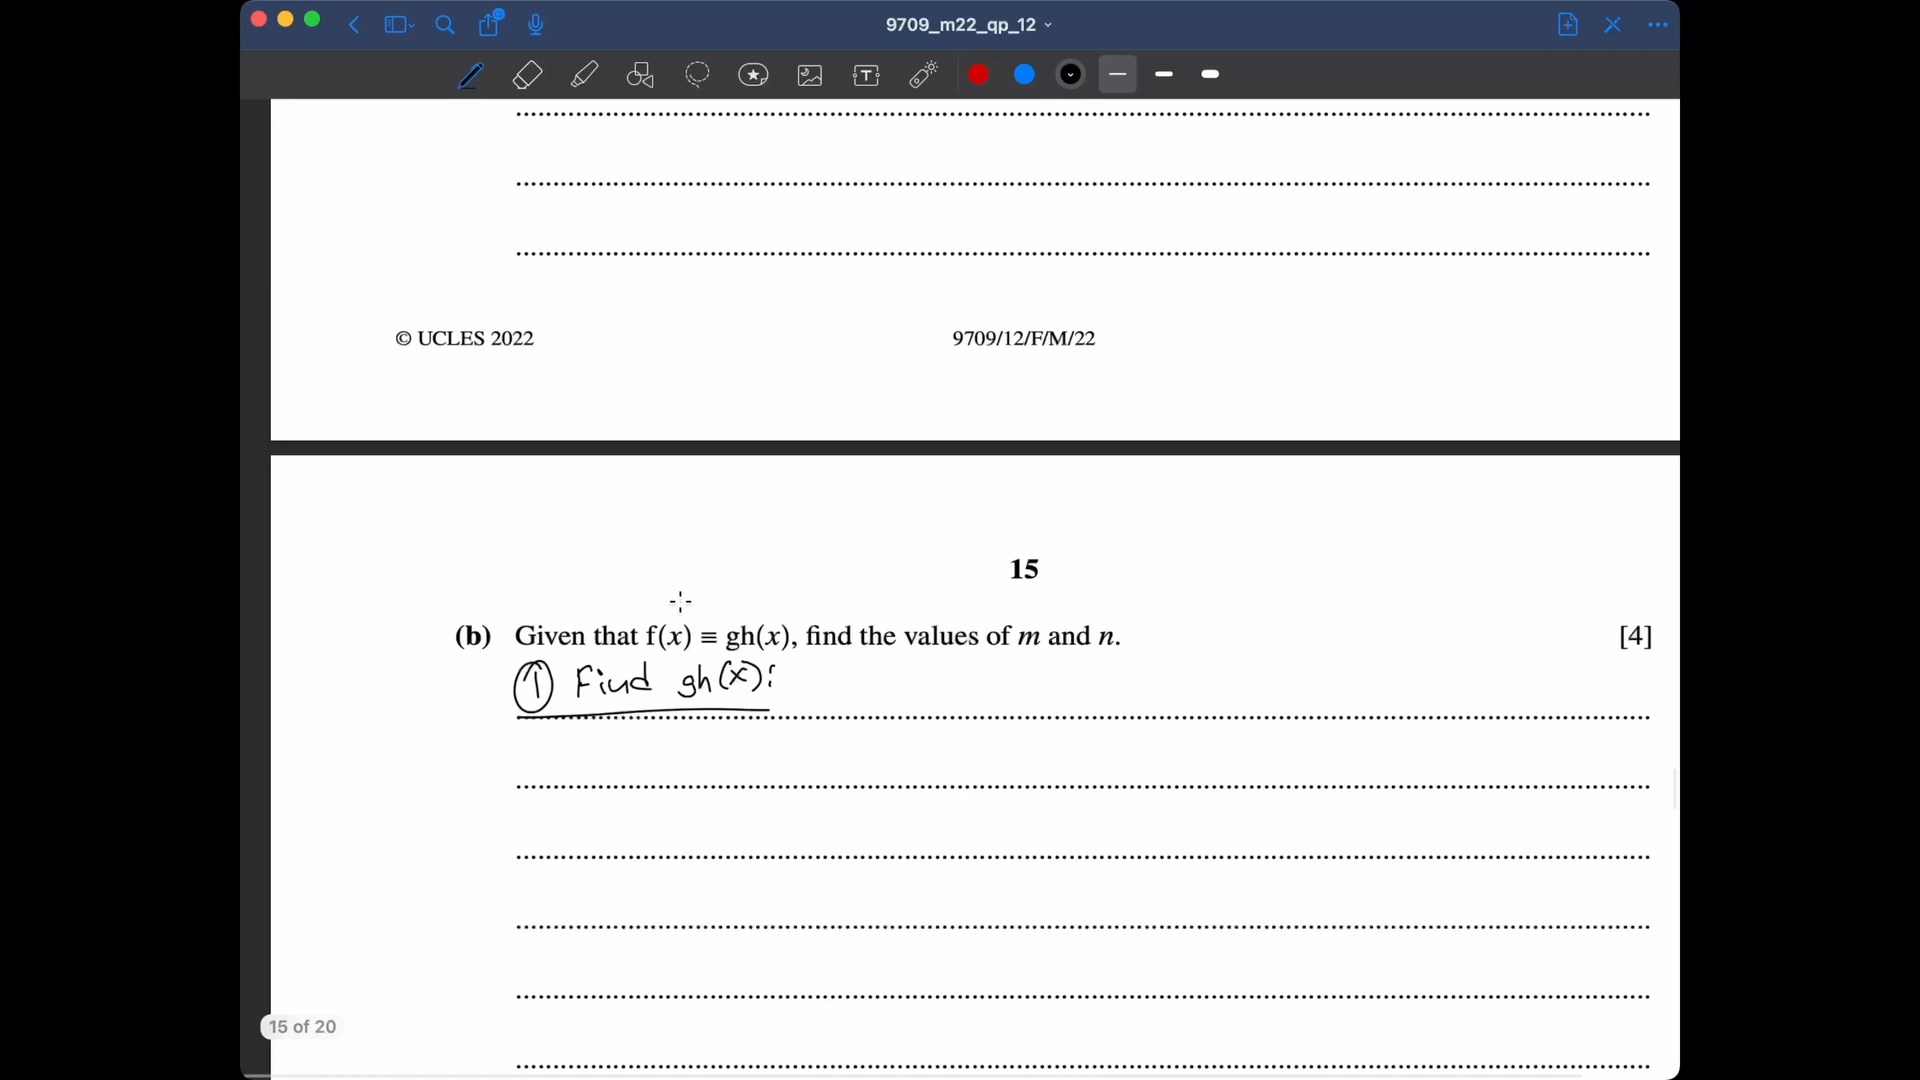 9709_m22_qp_12
© UCLES 2022
9709/12/F/M/22
15
(b) Given that f(x) ≡ gh(x), find the values of m and n. [4]
① Find gh(x):
15 of 20